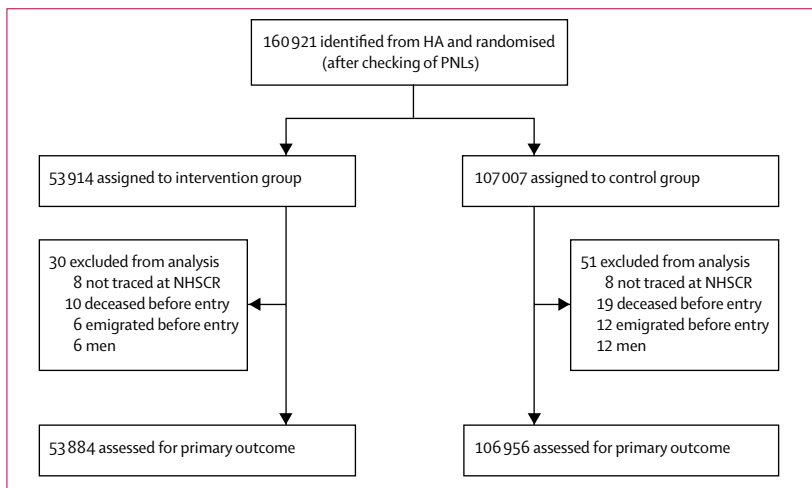 160 921 identified from HA and randomised
(after checking of PNLs)
53 914 assigned to intervention group
107 007 assigned to control group
30 excluded from analysis
8 not traced at NHSCR
10 deceased before entry
6 emigrated before entry
6 men
51 excluded from analysis
8 not traced at NHSCR
19 deceased before entry
12 emigrated before entry
12 men
53 884 assessed for primary outcome
106 956 assessed for primary outcome